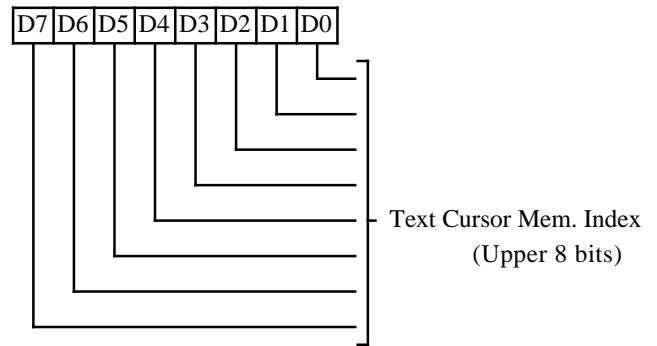 D7 D6 D5 D4 D3 D2 D1 D0
Text Cursor Mem. Index
(Upper 8 bits)